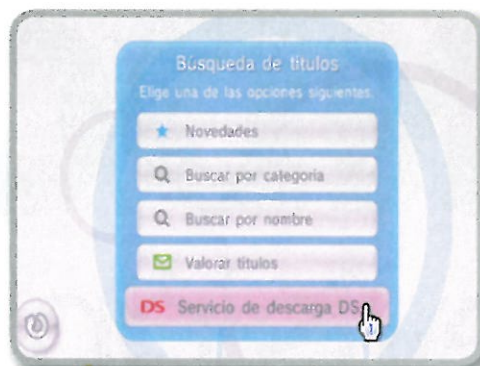 Búsqueda de títulos
Elige una de las opciones siguientes.
Novedades
Buscar por categoría
Buscar por nombre
Valorar títulos
DS Servicio de descarga DS